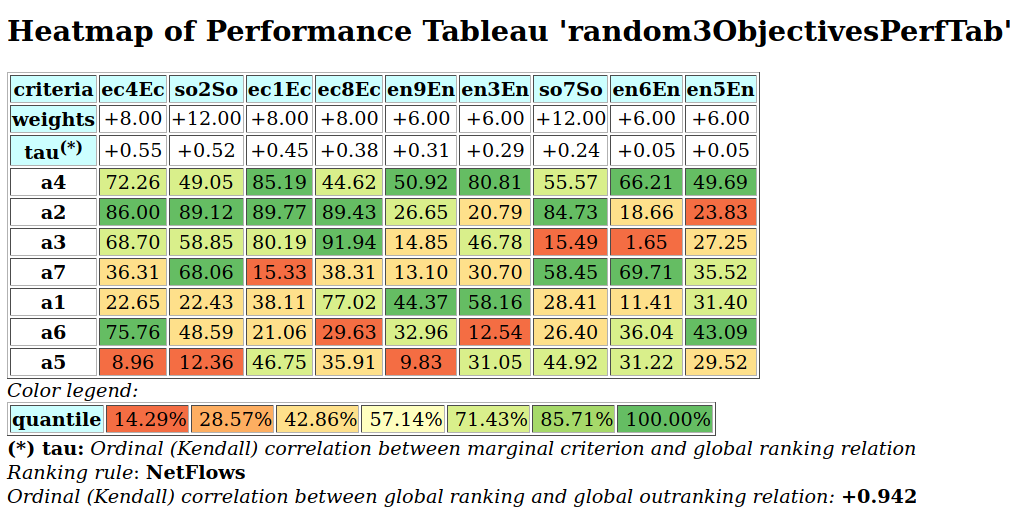 Heatmap of Performance Tableau 'random3ObjectivesPerfTab'
criteria ec4Ec so2So ec1Ec ec8Ec en9En en3En so7So en6En en5En
weights +8.00 +12.00 +8.00 +8.00 +6.00 +6.00 +12.00 +6.00 +6.00
tau(*) +0.55 +0.52 +0.45 +0.38 +0.31 +0.29 +0.24 +0.05 +0.05
a4 72.26 49.05 85.19 44.62 50.92 80.81 55.57 66.21 49.69
a2 86.00 89.12 89.77 89.43 26.65 20.79 84.73 18.66 23.83
a3 68.70 58.85 80.19 91.94 14.85 46.78 15.49 1.65 27.25
a7 36.31 68.06 15.33 38.31 13.10 30.70 58.45 69.71 35.52
a1 22.65 22.43 38.11 77.02 44.37 58.16 28.41 11.41 31.40
a6 75.76 48.59 21.06 29.63 32.96 12.54 26.40 36.04 43.09
a5 8.96 12.36 46.75 35.91 9.83 31.05 44.92 31.22 29.52
Color legend:
quantile 14.29% 28.57% 42.86% 57.14% 71.43% 85.71% 100.00%
(*) tau: Ordinal (Kendall) correlation between marginal criterion and global ranking relation
Ranking rule: NetFlows
Ordinal (Kendall) correlation between global ranking and global outranking relation: +0.942